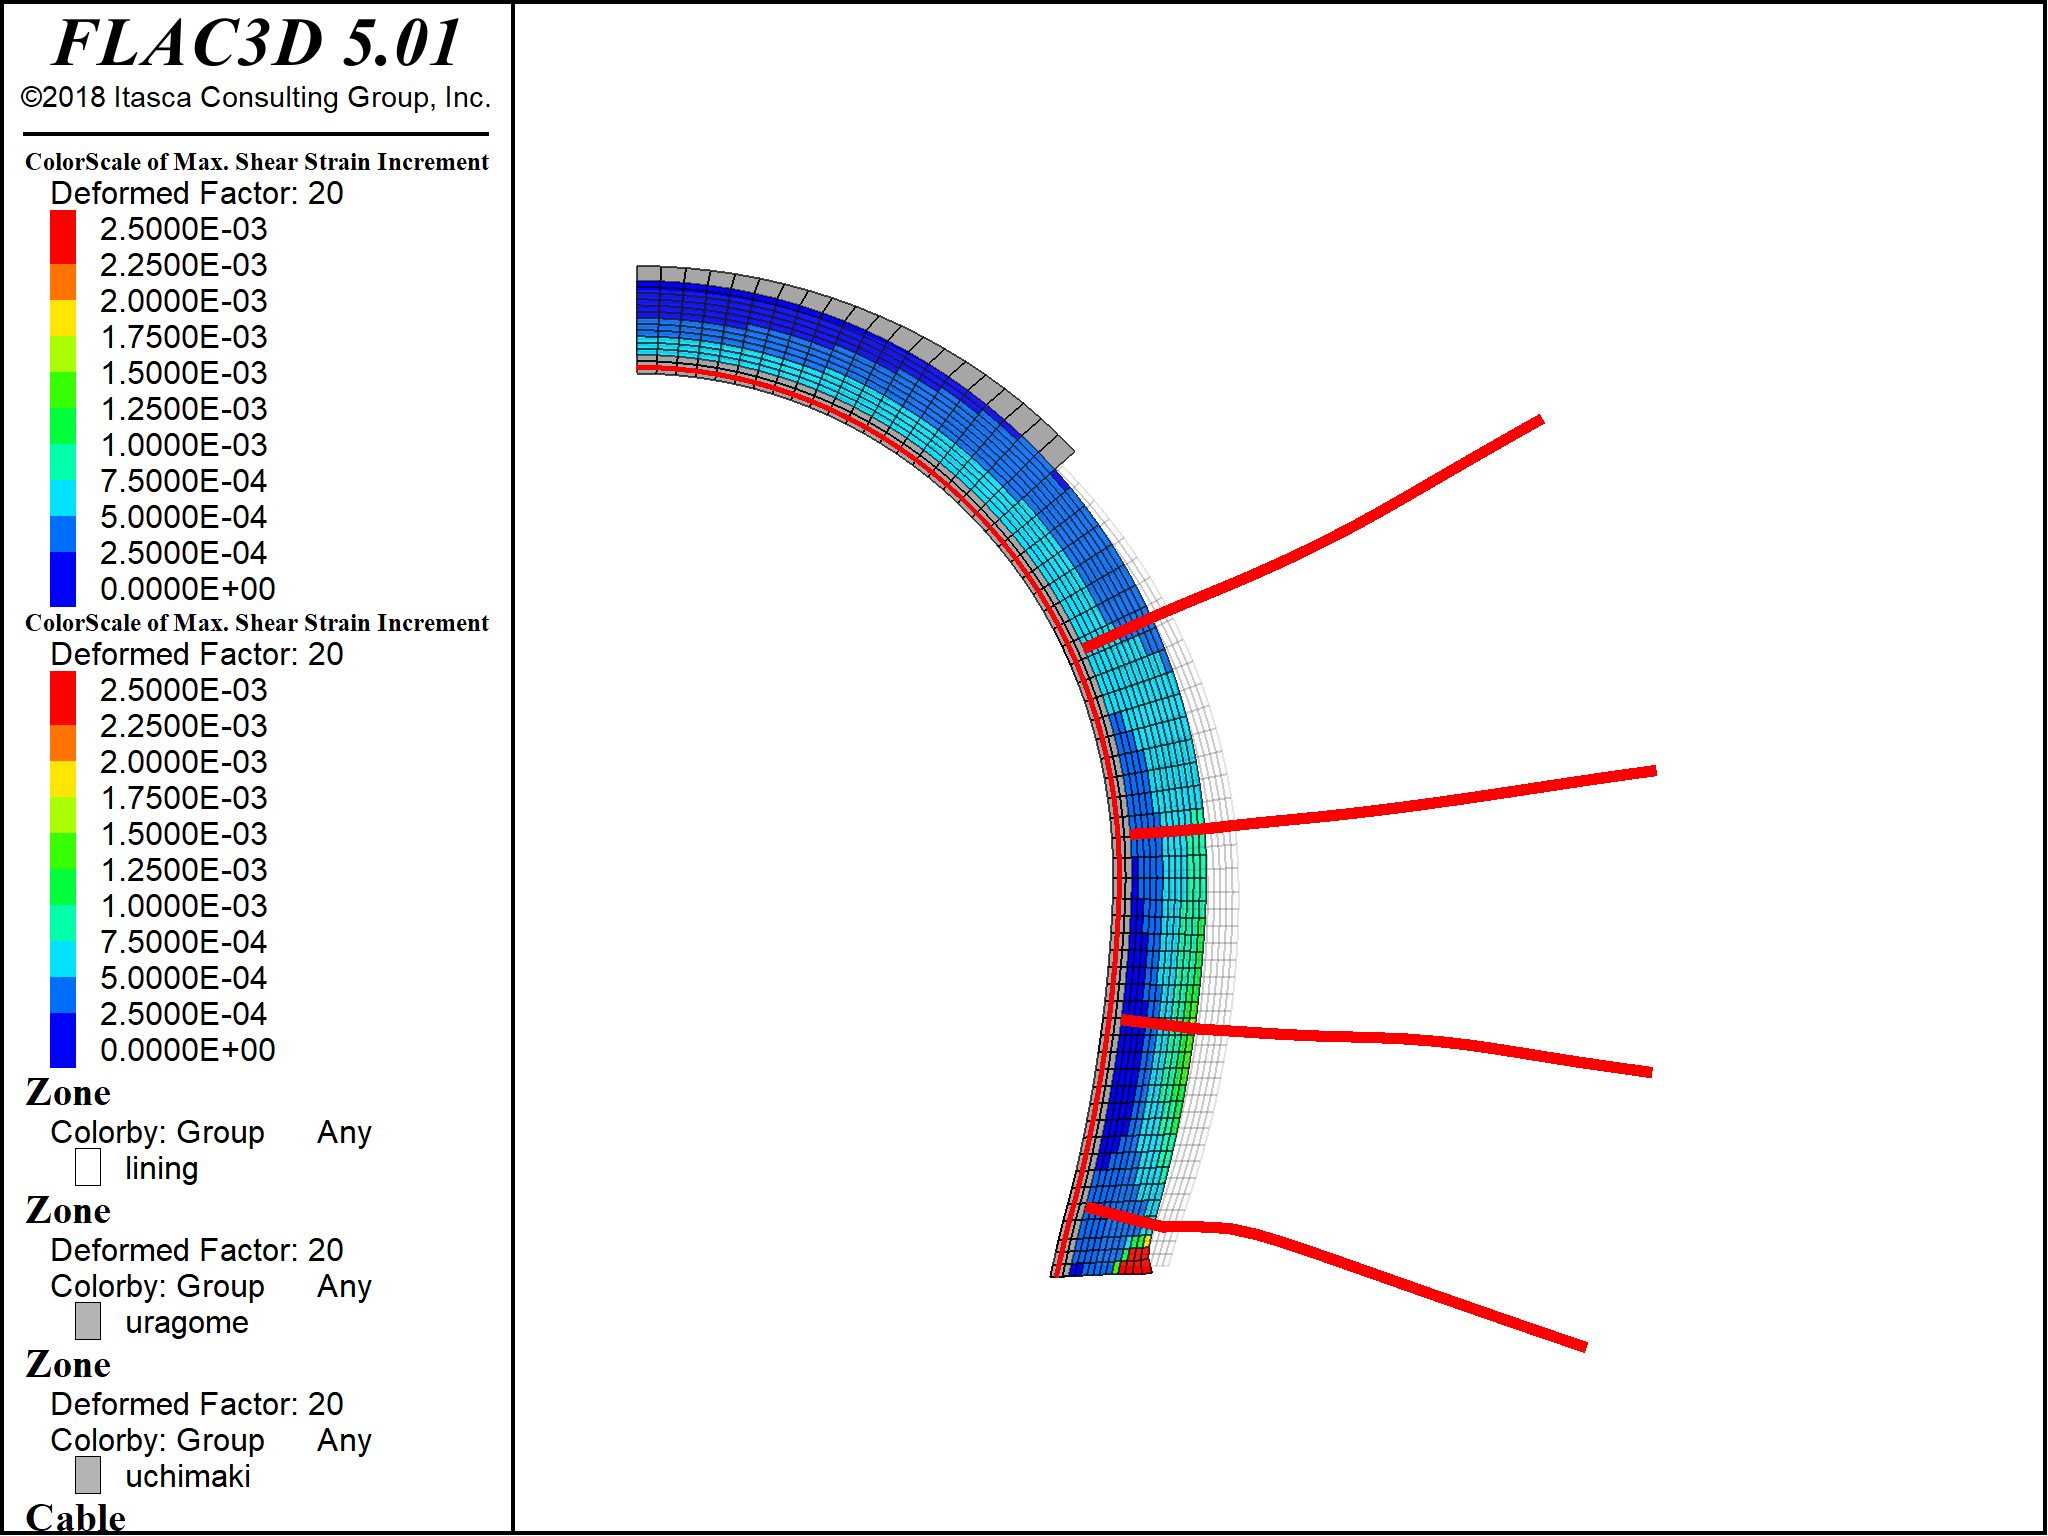 FLAC3D 5.01
©2018 Itasca Consulting Group, Inc.
ColorScale of Max. Shear Strain Increment
Deformed Factor: 20
2.5000E-03
2.2500E-03
2.0000E-03
1.7500E-03
1.5000E-03
1.2500E-03
1.0000E-03
7.5000E-04
5.0000E-04
2.5000E-04
0.0000E+00
ColorScale of Max. Shear Strain Increment
Deformed Factor: 20
2.5000E-03
2.2500E-03
2.0000E-03
1.7500E-03
1.5000E-03
1.2500E-03
1.0000E-03
7.5000E-04
5.0000E-04
2.5000E-04
0.0000E+00
Zone
Colorby: Group Any
lining
Zone
Deformed Factor: 20
Colorby: Group Any
uragome
Zone
Deformed Factor: 20
Colorby: Group Any
uchimaki
Cable